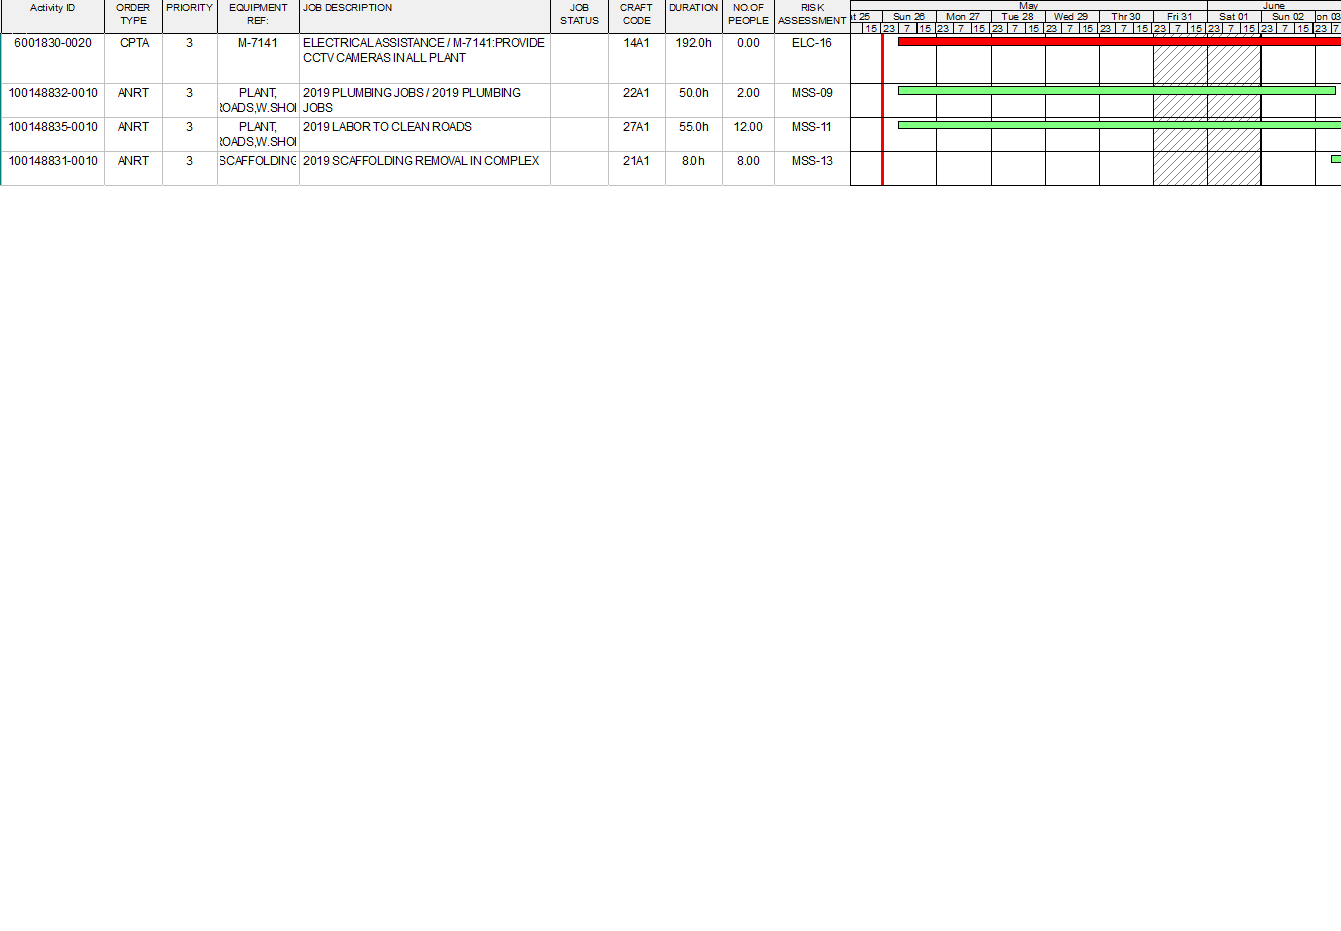 Activity ID ORDER TYPE PRIORITY EQUIPMENT REF: JOB DESCRIPTION JOB STATUS CRAFT CODE DURATION NO.OF PEOPLE RISK ASSESSMENT
May June
25 Sun 26 Mon 27 Tue 28 Wed 29 Thr 30 Fri 31 Sat 01 Sun 02 on 03
15 23 7 15 23 7 15 23 7 15 23 7 15 23 7 15 23 7 15 23 7 15 23 7 15 23 7
6001830-0020 CPTA 3 M-7141 ELECTRICAL ASSISTANCE / M-7141:PROVIDE 14A1 192.0h 0.00 ELC-16
CCTV CAMERAS IN ALL PLANT
100148832-0010 ANRT 3 PLANT, 2019 PLUMBING JOBS / 2019 PLUMBING 22A1 50.0h 2.00 MSS-09
ROADS,W.SHO JOBS
100148835-0010 ANRT 3 PLANT, 2019 LABOR TO CLEAN ROADS 27A1 55.0h 12.00 MSS-11
ROADS,W.SHO
100148831-0010 ANRT 3 SCAFFOLDING 2019 SCAFFOLDING REMOVAL IN COMPLEX 21A1 8.0h 8.00 MSS-13